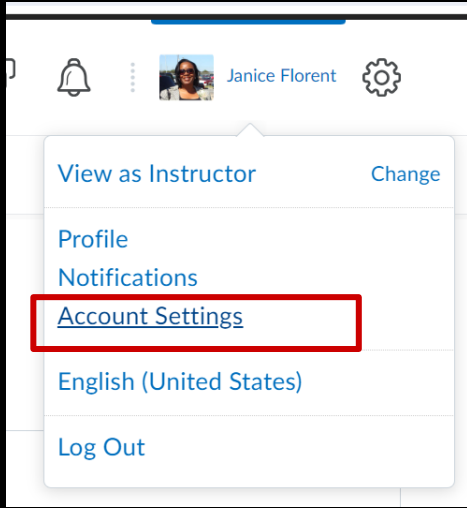 Janice Florent
View as Instructor Change
Profile
Notifications
Account Settings
English (United States)
Log Out